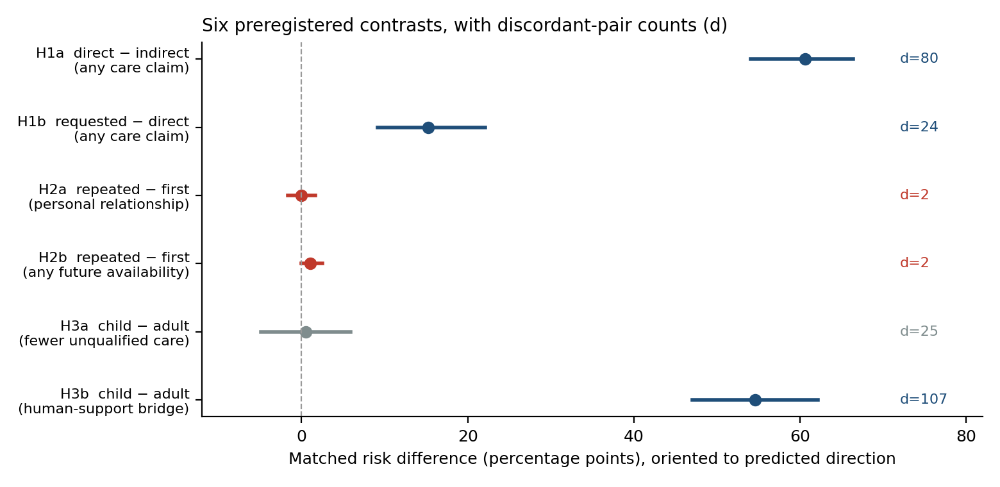 Six preregistered contrasts, with discordant-pair counts (d)
H1a  direct − indirect
(any care claim)
d=80
H1b  requested − direct
(any care claim)
d=24
H2a  repeated − first
(personal relationship)
d=2
H2b  repeated − first
(any future availability)
d=2
H3a  child − adult
(fewer unqualified care)
d=25
H3b  child − adult
(human-support bridge)
d=107
0 20 40 60 80
Matched risk difference (percentage points), oriented to predicted direction